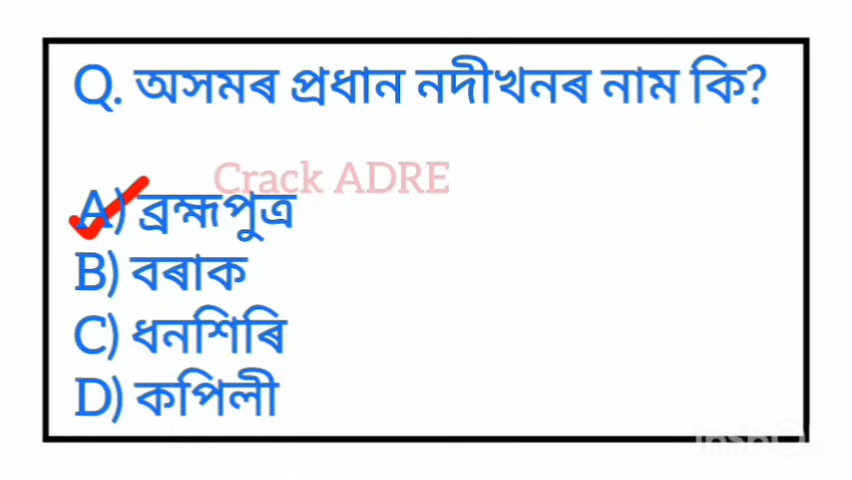 Q. অসমৰ প্ৰধান নদীখনৰ নাম কি?
Crack ADRE
A) ব্ৰহ্মপুত্ৰ
B) বৰাক
C) ধনশিৰি
D) কপিলী